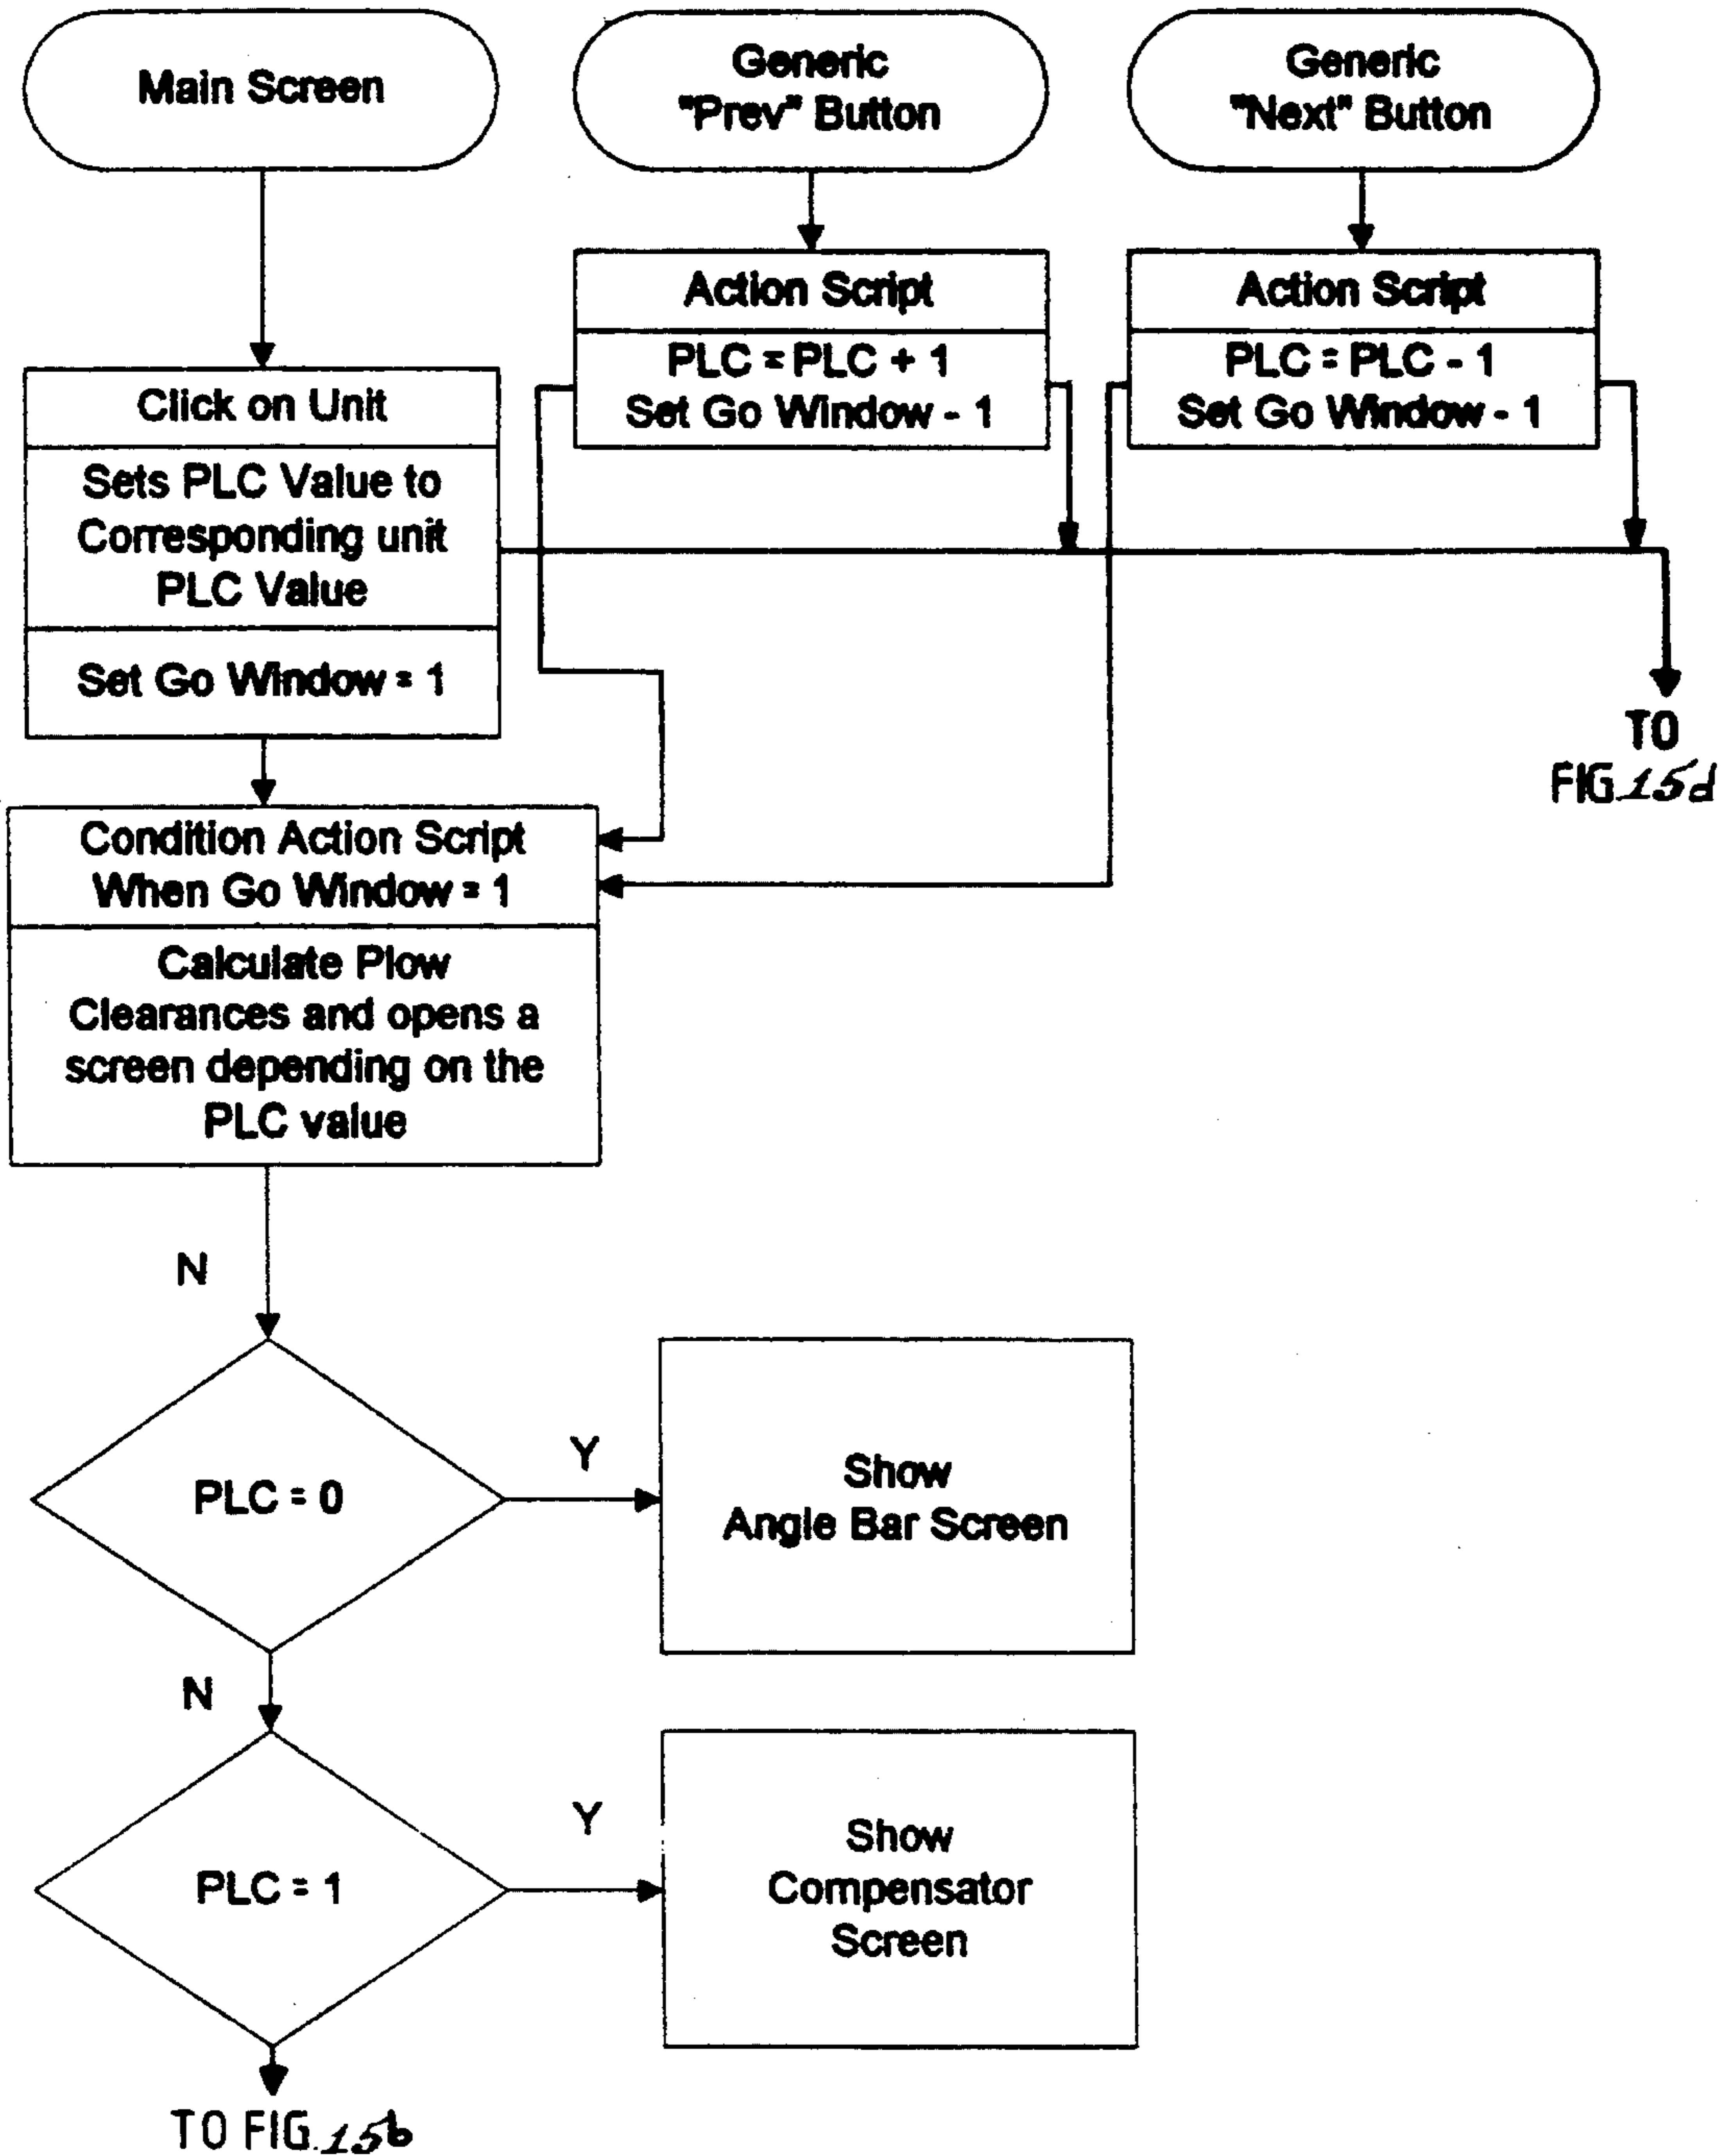 Main Screen
Generic
"Prev" Button
Generic
"Next" Button
Action Script
PLC = PLC + 1
Set Go Window - 1
Action Script
PLC = PLC - 1
Set Go Window - 1
Click on Unit
Sets PLC Value to
Corresponding unit
PLC Value
Set Go Window = 1
TO
FIG.15d
Condition Action Script
When Go Window = 1
Calculate Plow
Clearances and opens a
screen depending on the
PLC value
N
PLC = 0
Y
Show
Angle Bar Screen
N
PLC = 1
Y
Show
Compensator
Screen
TO FIG.15b